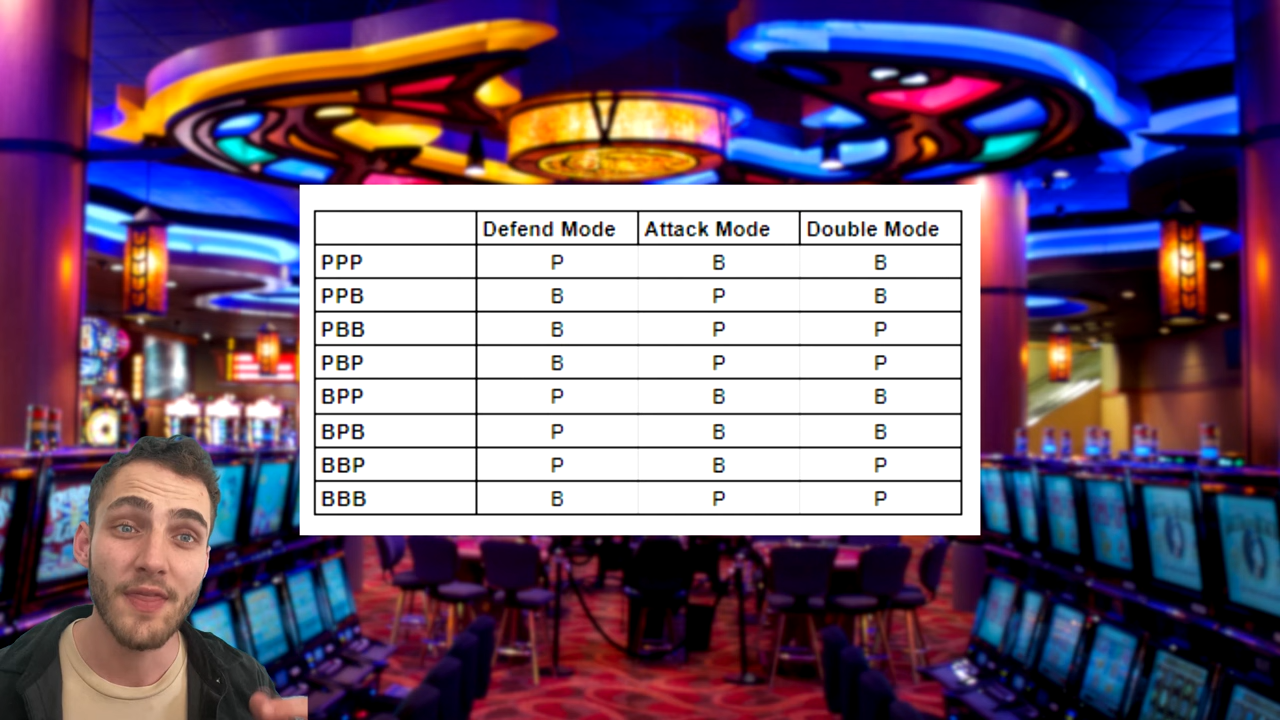 Defend Mode Attack Mode Double Mode
PPP P B B
PPB B P B
PBB B P P
PBP B P P
BPP P B B
BPB P B B
BBP P B P
BBB B P P